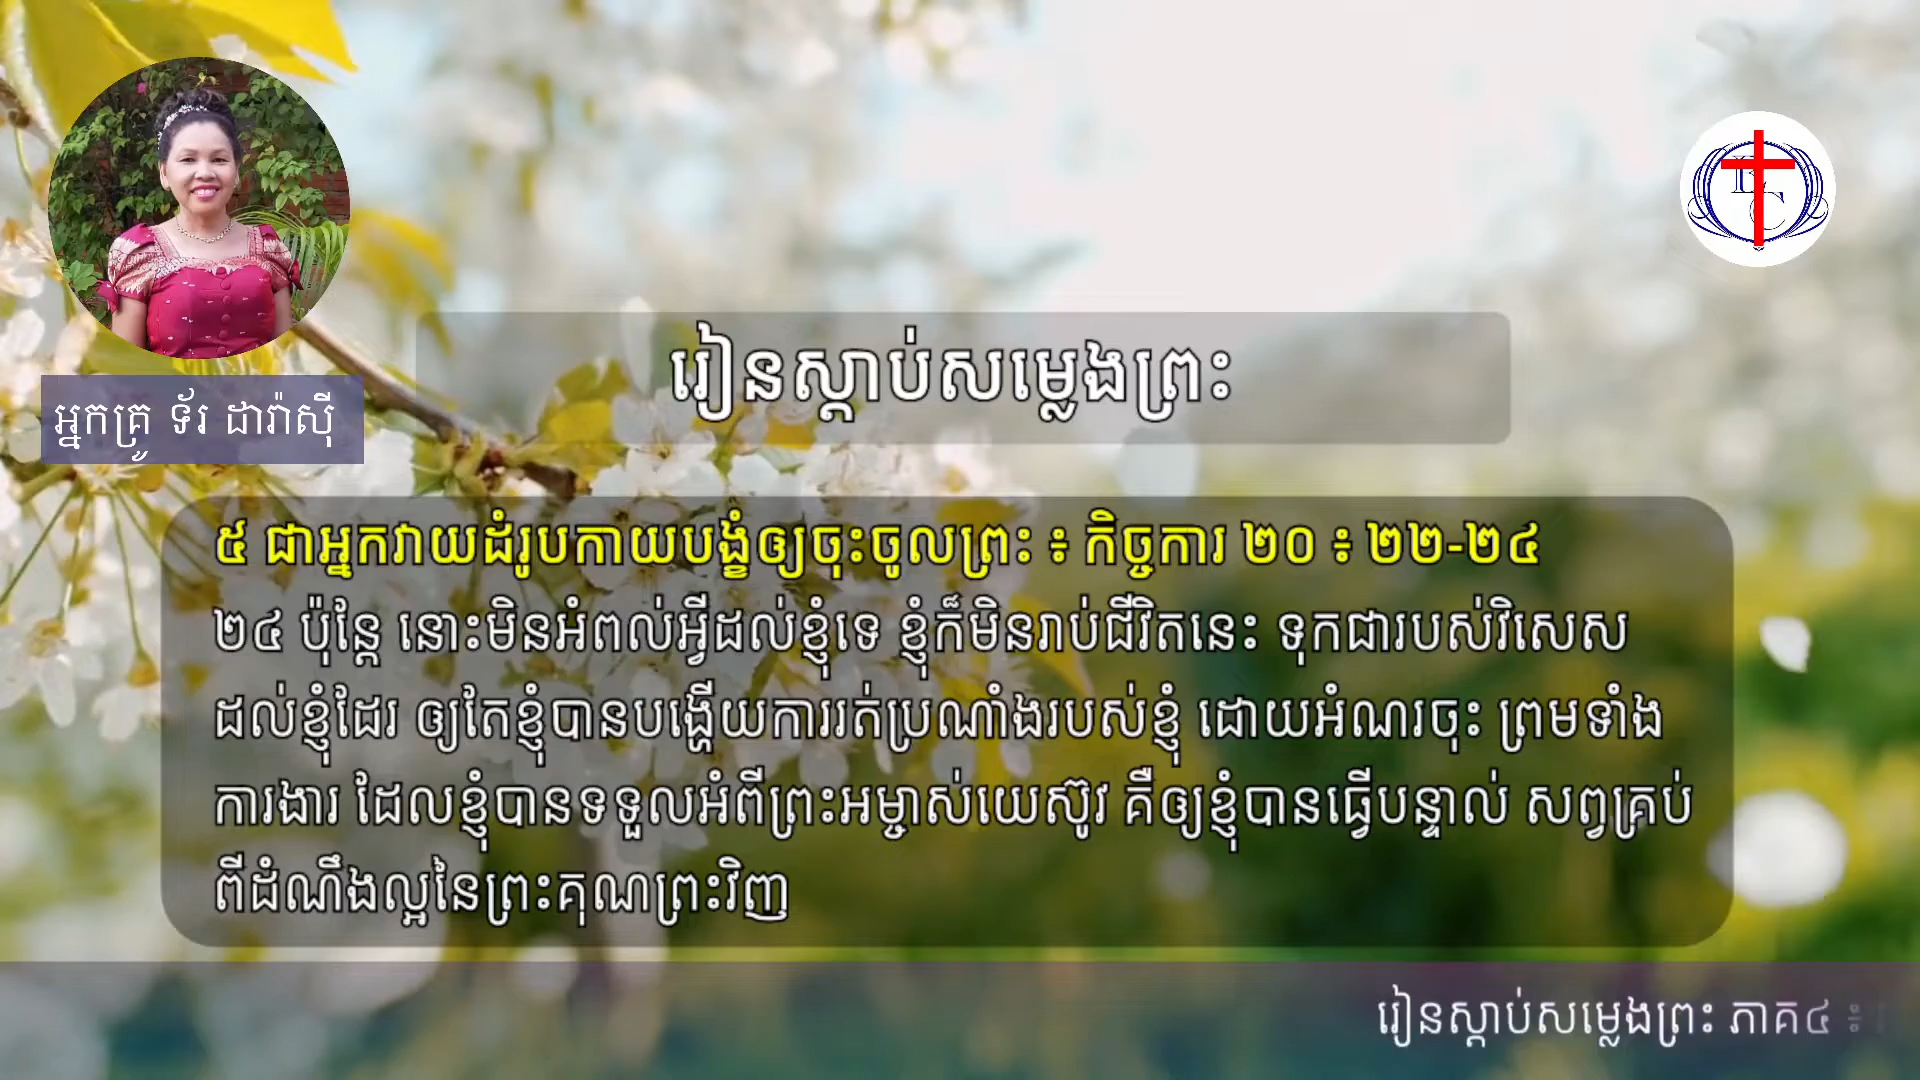 អ្នកគ្រូ ទ័រ ដារ៉ាស៊ី
រៀនស្តាប់សម្លេងព្រះ
៥ ជាអ្នកវាយដំរូបកាយបង្ខំឲ្យចុះចូលព្រះ ៖ កិច្ចការ ២០ ៖ ២២-២៤
២៤ ប៉ុន្តែ នោះមិនអំពល់អ្វីដល់ខ្ញុំទេ ខ្ញុំក៏មិនរាប់ជីវិតនេះ ទុកជារបស់វិសេស
ដល់ខ្ញុំដែរ ឲ្យតែខ្ញុំបានបង្ហើយការរត់ប្រណាំងរបស់ខ្ញុំ ដោយអំណរចុះ ព្រមទាំង
ការងារ ដែលខ្ញុំបានទទួលអំពីព្រះអម្ចាស់យេស៊ូវ គឺឲ្យខ្ញុំបានធ្វើបន្ទាល់ សព្វគ្រប់
ពីដំណឹងល្អនៃព្រះគុណព្រះវិញ
រៀនស្តាប់សម្លេងព្រះ ភាគ៤ ៖